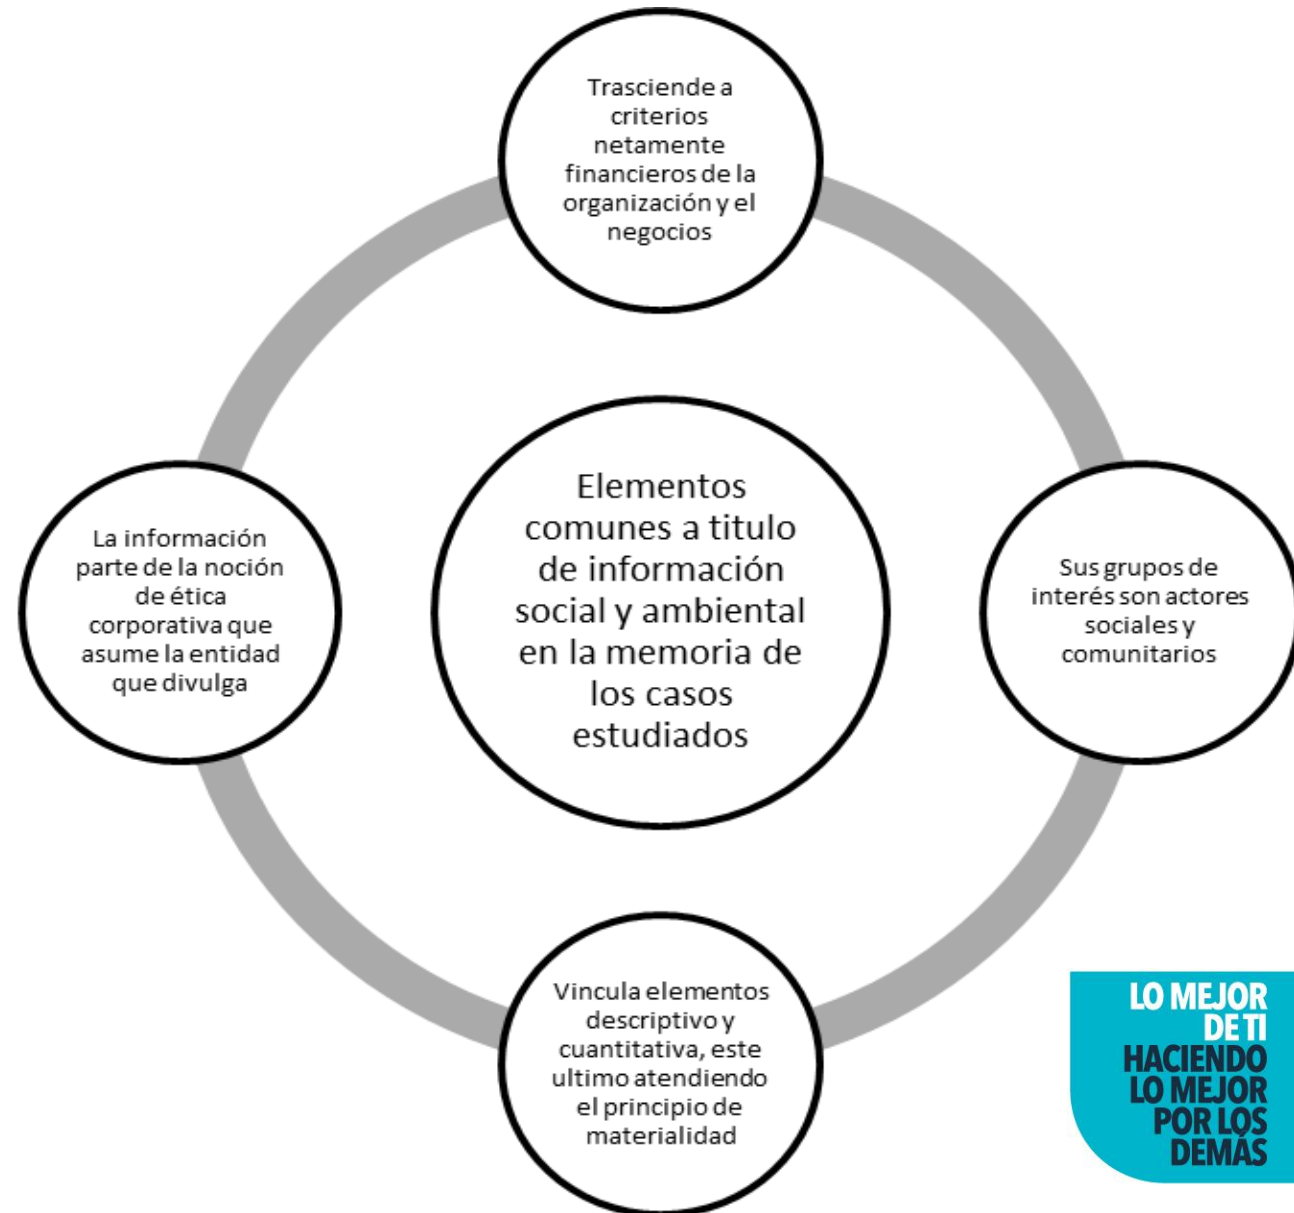 Trasciende a
criterios
netamente
financieros de la
organización y el
negocios
La información
parte de la noción
de ética
corporativa que
asume la entidad
que divulga
Elementos
comunes a titulo
de información
social y ambiental
en la memoria de
los casos
estudiados
Sus grupos de
interés son actores
sociales y
comunitarios
Vincula elementos
descriptivo y
cuantitativa, este
ultimo atendiendo
el principio de
materialidad
LO MEJOR
DE TI
HACIENDO
LO MEJOR
POR LOS
DEMÁS